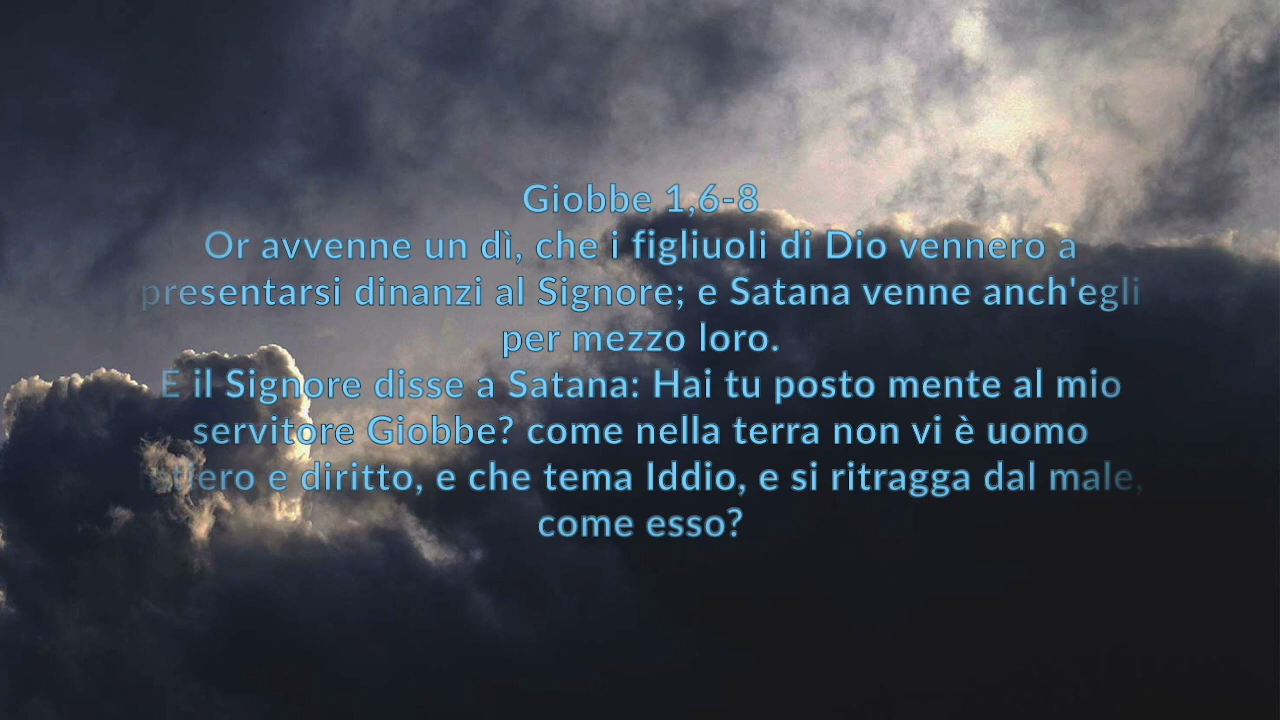 Giobbe 1,6-8
Or avvenne un dì, che i figliuoli di Dio vennero a
presentarsi dinanzi al Signore; e Satana venne anch'egli
per mezzo loro.
E il Signore disse a Satana: Hai tu posto mente al mio
servitore Giobbe? come nella terra non vi è uomo
e diritto, e che tema Iddio, e si ritragga dal male,
come esso?